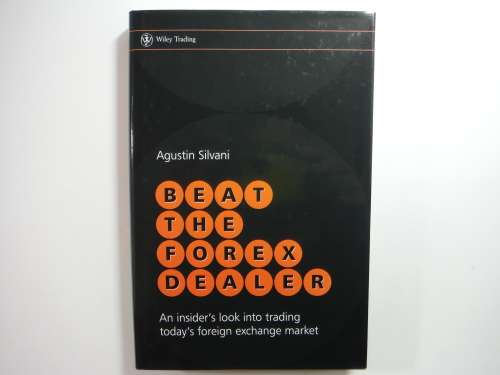 Wiley Trading
Agustin Silvani
BEAT
THE
FOREX
DEALER
An insider's look into trading
today's foreign exchange market